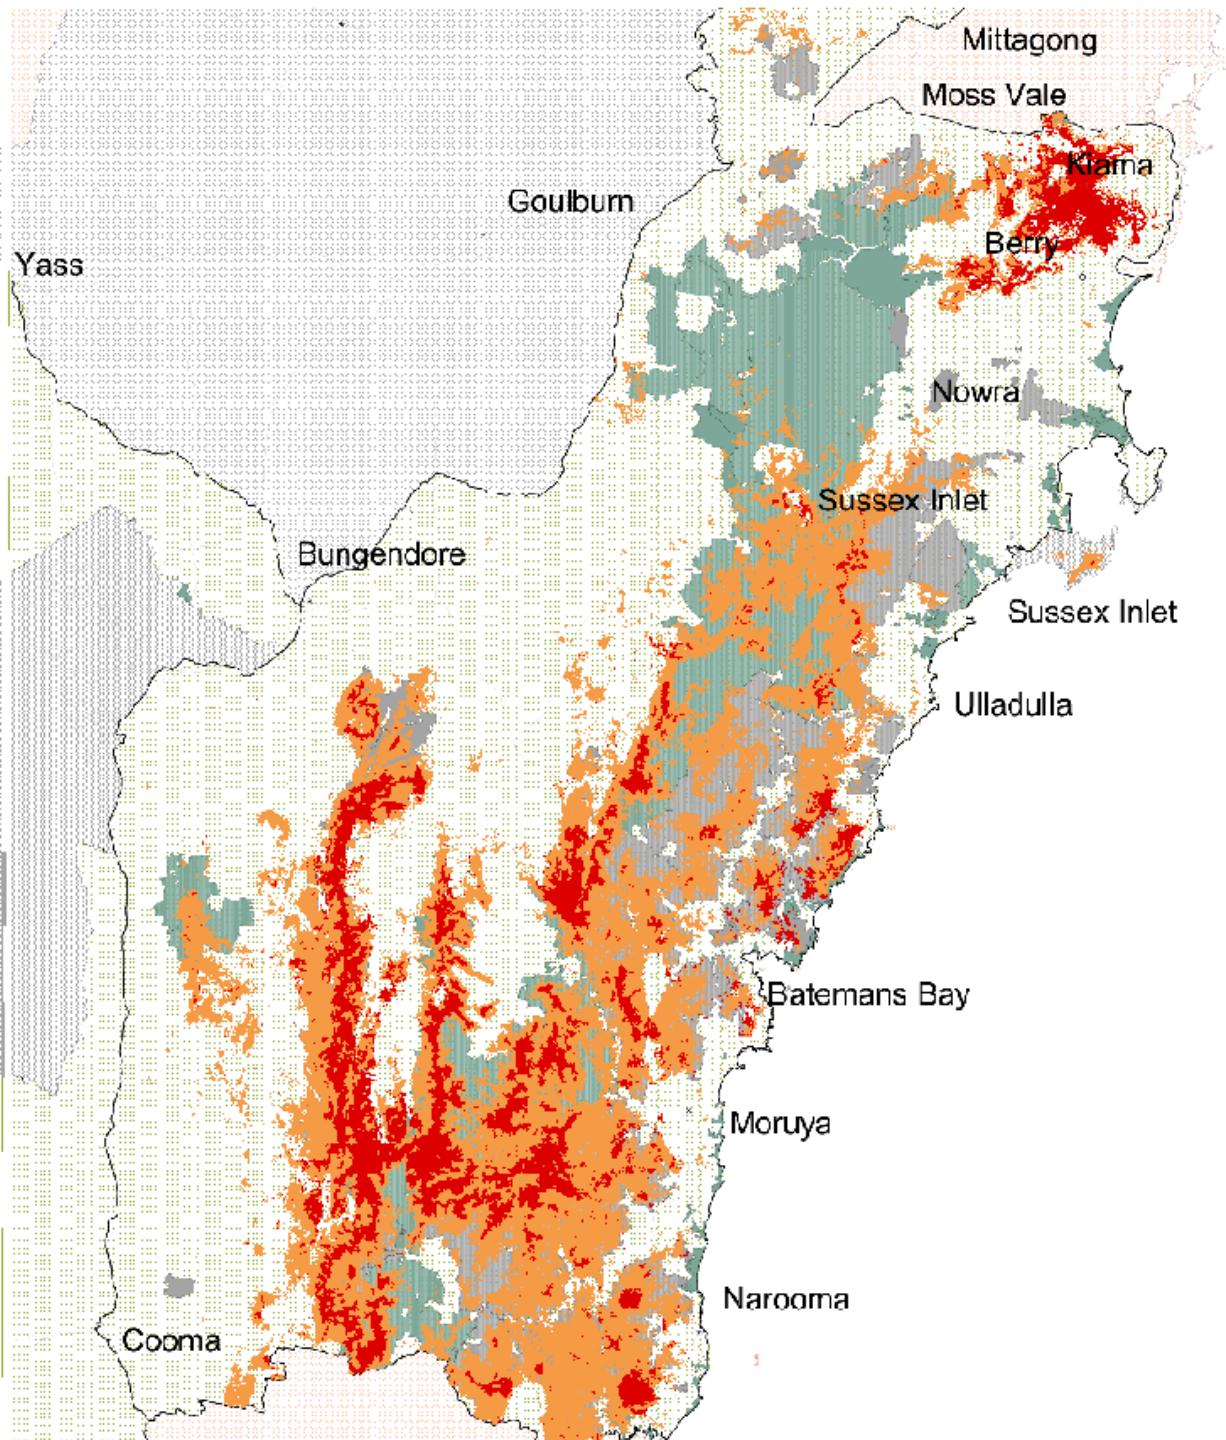 Mittagong
Moss Vale
Kiama
Goulburn
Berry
Yass
Nowra
Sussex Inlet
Bungendore
Sussex Inlet
Ulladulla
Batemans Bay
Moruya
Narooma
Cooma